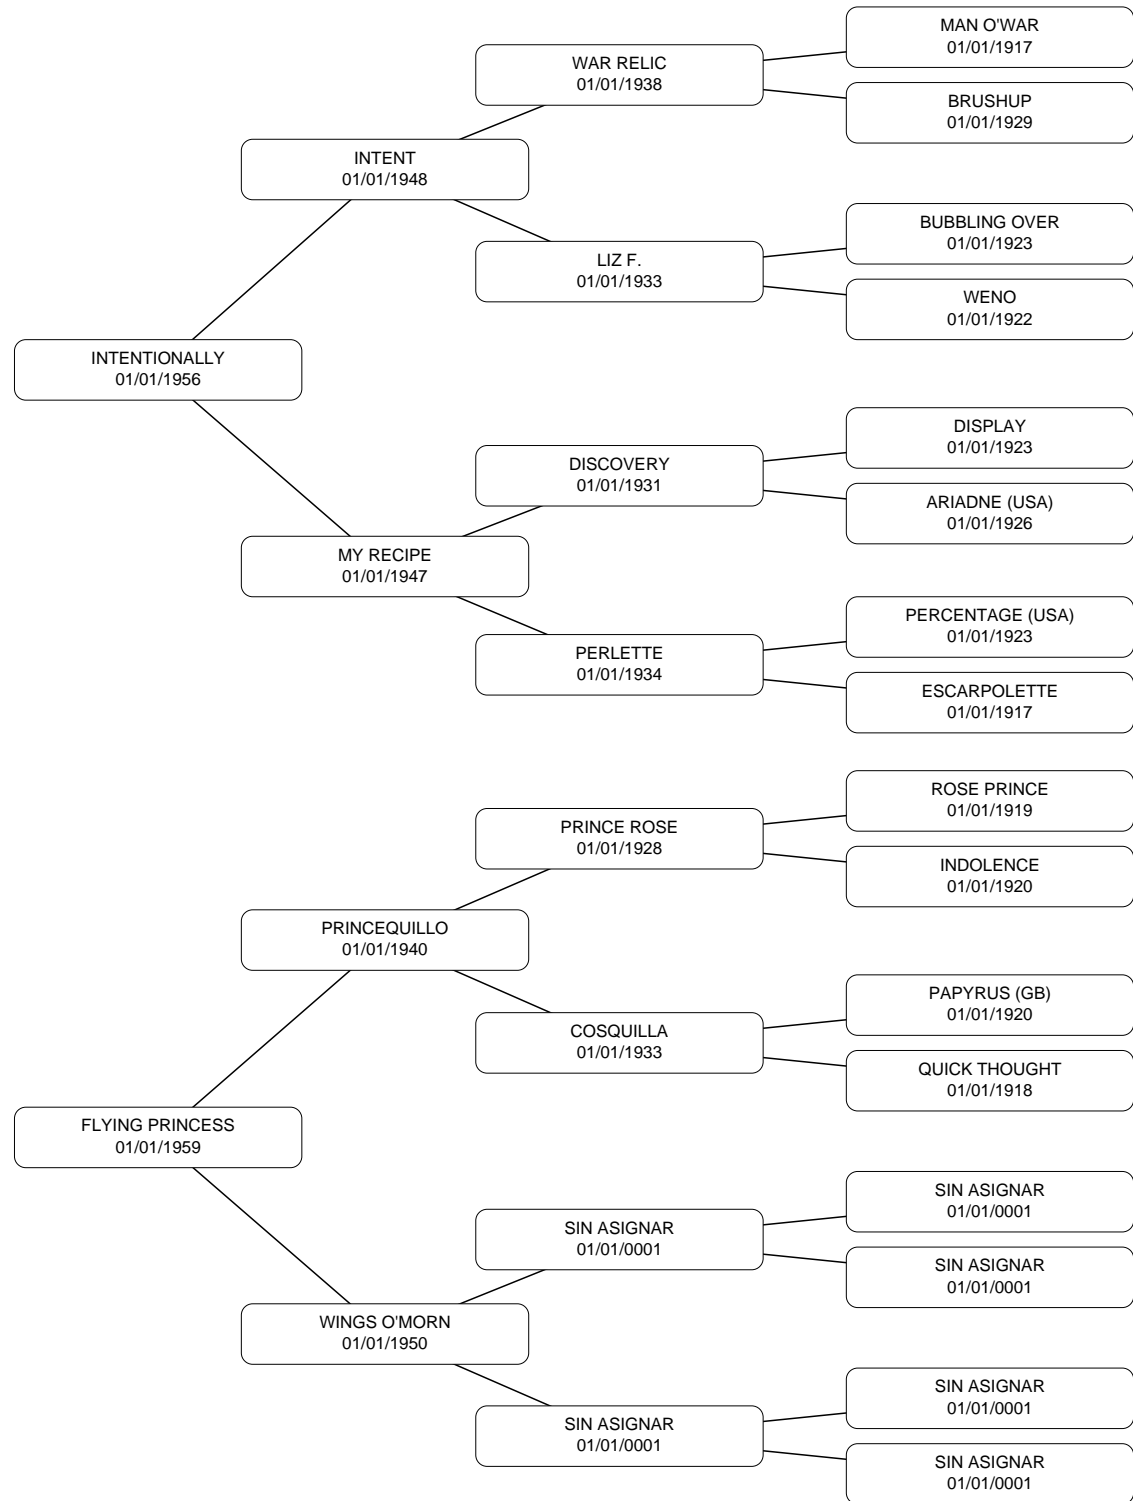 MAN O'WAR
01/01/1917
WAR RELIC
01/01/1938
BRUSHUP
01/01/1929
INTENT
01/01/1948
BUBBLING OVER
01/01/1923
LIZ F.
01/01/1933
WENO
01/01/1922
INTENTIONALLY
01/01/1956
DISPLAY
01/01/1923
DISCOVERY
01/01/1931
ARIADNE (USA)
01/01/1926
MY RECIPE
01/01/1947
PERCENTAGE (USA)
01/01/1923
PERLETTE
01/01/1934
ESCARPOLETTE
01/01/1917
ROSE PRINCE
01/01/1919
PRINCE ROSE
01/01/1928
INDOLENCE
01/01/1920
PRINCEQUILLO
01/01/1940
PAPYRUS (GB)
01/01/1920
COSQUILLA
01/01/1933
QUICK THOUGHT
01/01/1918
FLYING PRINCESS
01/01/1959
SIN ASIGNAR
01/01/0001
SIN ASIGNAR
01/01/0001
SIN ASIGNAR
01/01/0001
WINGS O'MORN
01/01/1950
SIN ASIGNAR
01/01/0001
SIN ASIGNAR
01/01/0001
SIN ASIGNAR
01/01/0001